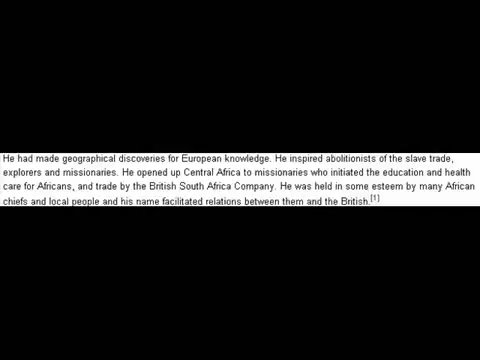 He had made geographical discoveries for European knowledge. He inspired abolitionists of the slave trade,
explorers and missionaries. He opened up Central Africa to missionaries who initiated the education and health
care for Africans, and trade by the British South Africa Company. He was held in some esteem by many African
chiefs and local people and his name facilitated relations between them and the British.[1]